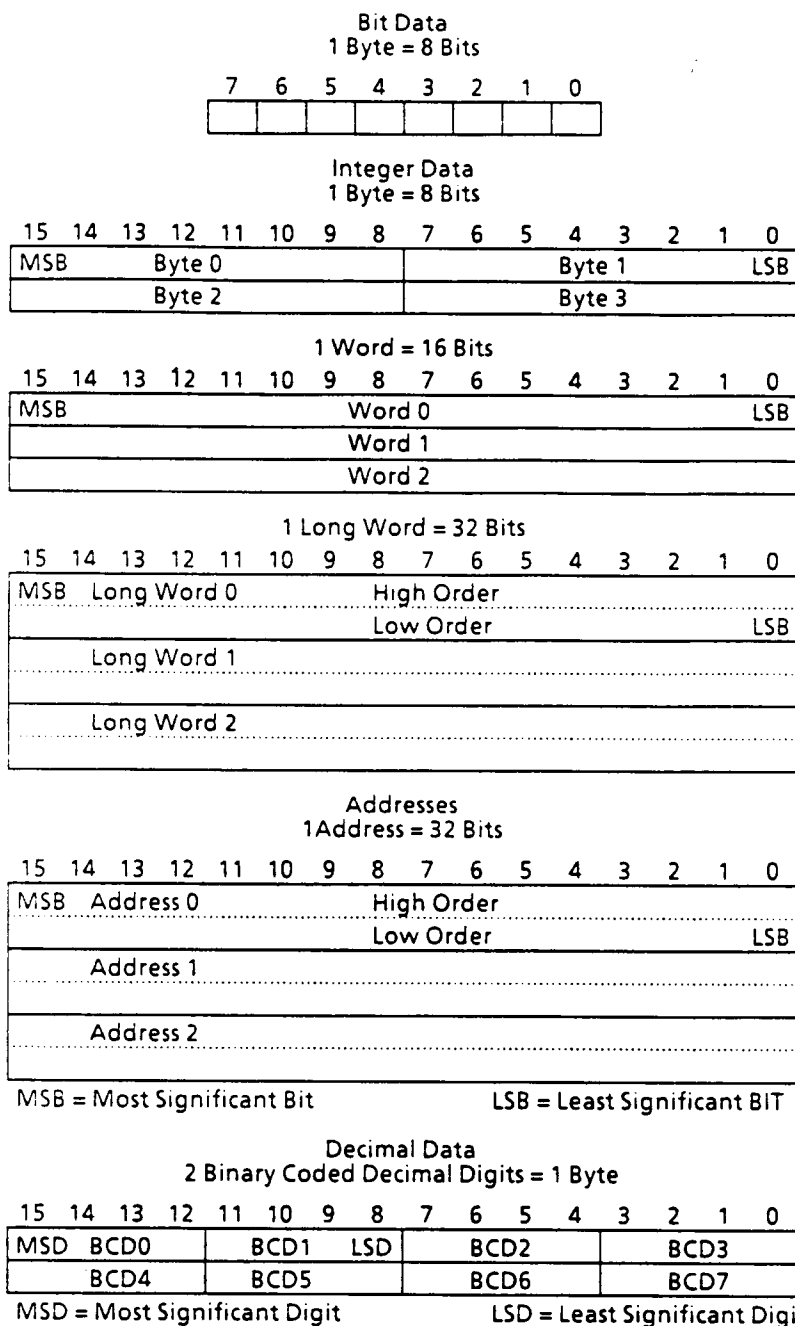 Bit Data
1 Byte = 8 Bits
7 6 5 4 3 2 1 0
Integer Data
1 Byte = 8 Bits
15 14 13 12 11 10 9 8 7 6 5 4 3 2 1 0
MSB Byte 0 Byte 1 LSB
Byte 2 Byte 3
1 Word = 16 Bits
15 14 13 12 11 10 9 8 7 6 5 4 3 2 1 0
MSB Word 0 LSB
Word 1
Word 2
1 Long Word = 32 Bits
15 14 13 12 11 10 9 8 7 6 5 4 3 2 1 0
MSB Long Word 0 High Order
Low Order LSB
Long Word 1
Long Word 2
Addresses
1Address = 32 Bits
15 14 13 12 11 10 9 8 7 6 5 4 3 2 1 0
MSB Address 0 High Order
Low Order LSB
Address 1
Address 2
MSB = Most Significant Bit LSB = Least Significant BIT
Decimal Data
2 Binary Coded Decimal Digits = 1 Byte
15 14 13 12 11 10 9 8 7 6 5 4 3 2 1 0
MSD BCD0 BCD1 LSD BCD2 BCD3
BCD4 BCD5 BCD6 BCD7
MSD = Most Significant Digit LSD = Least Significant Digi